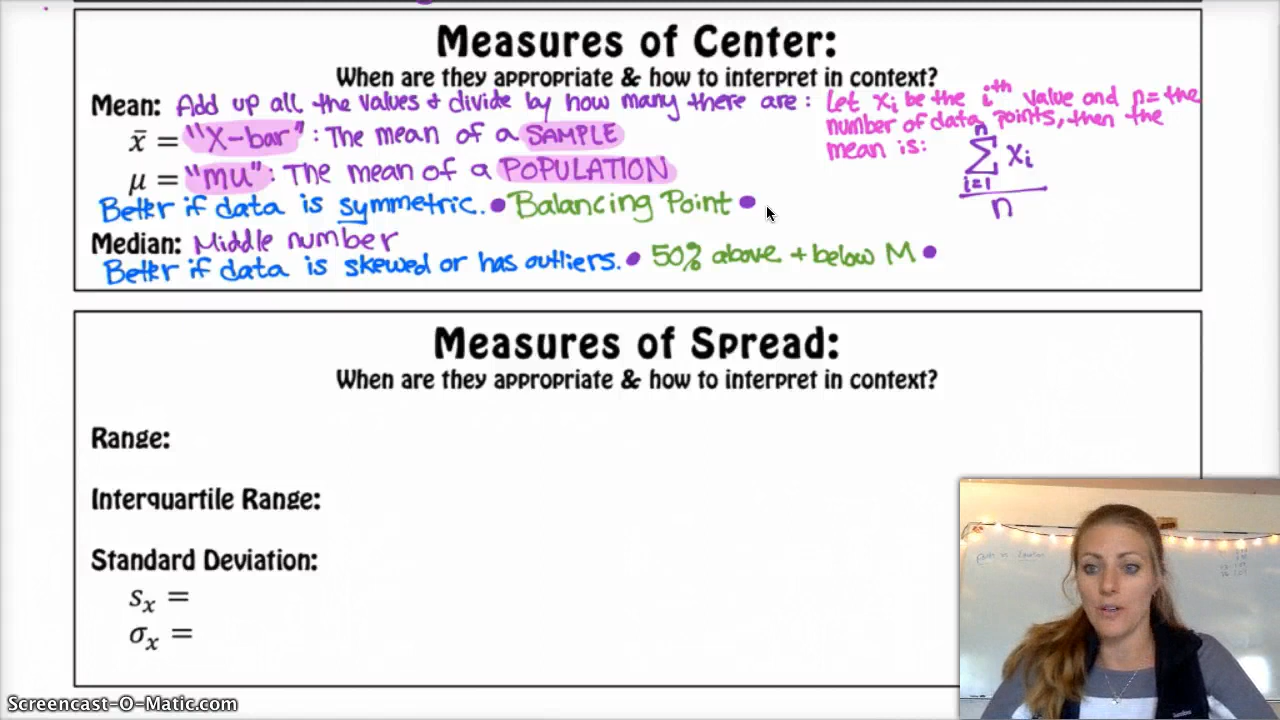 Measures of Center:
When are they appropriate & how to interpret in context?
Mean: Add up all the values + divide by how many there are:
Let xi be the ith value and n= the
number of data points, then the
mean is:
n
Σ xi
i=1
n
x̄ = "X-bar": The mean of a SAMPLE
μ = "mu": The mean of a POPULATION
Better if data is symmetric. • Balancing Point •
Median: Middle number
Better if data is skewed or has outliers. • 50% above + below M •
Measures of Spread:
When are they appropriate & how to interpret in context?
Range:
Interquartile Range:
Standard Deviation:
sx =
σx =
Screencast-O-Matic.com